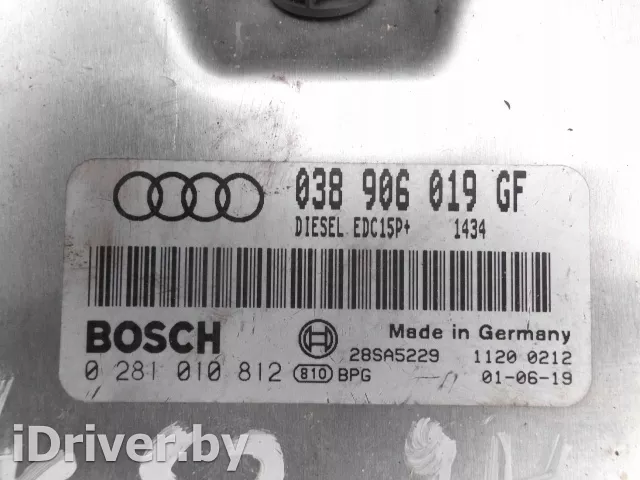 038 906 019 GF
DIESEL EDC15P+ 1434
BOSCH
Made in Germany
28SA5229 1120 0212
0 281 010 812 810 BPG 01-06-19
iDriver.by